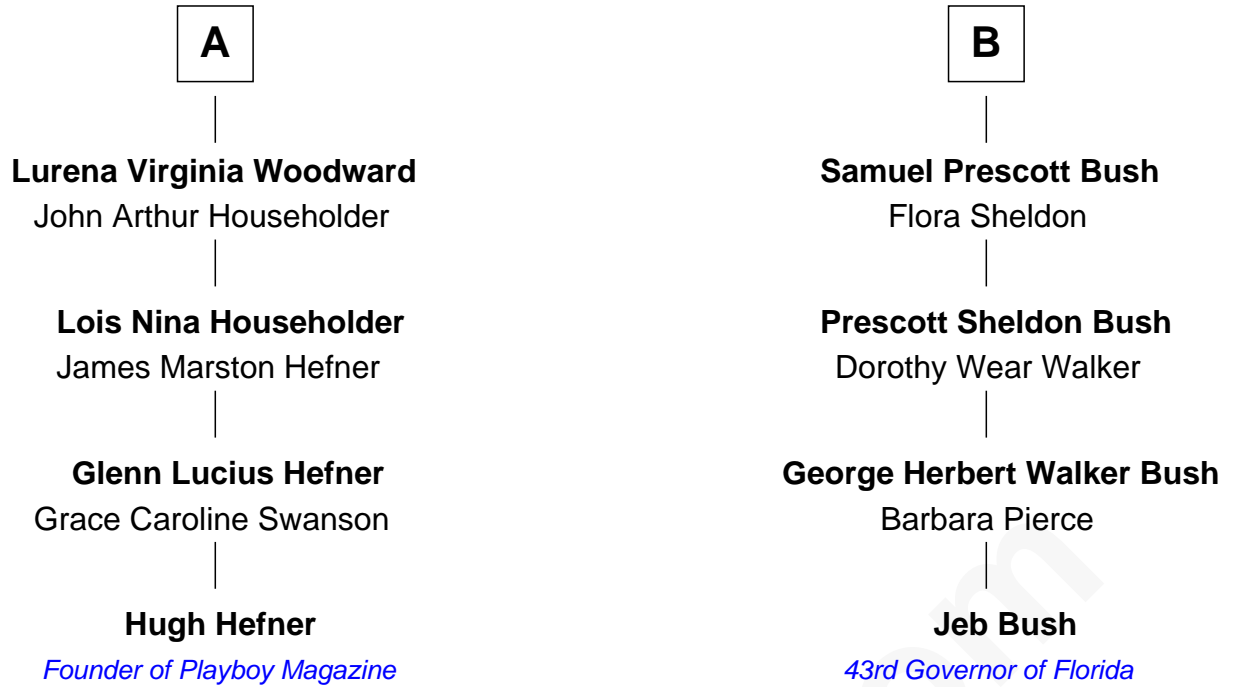 A
B
Lurena Virginia Woodward
John Arthur Householder
Samuel Prescott Bush
Flora Sheldon
Lois Nina Householder
James Marston Hefner
Prescott Sheldon Bush
Dorothy Wear Walker
Glenn Lucius Hefner
Grace Caroline Swanson
George Herbert Walker Bush
Barbara Pierce
Hugh Hefner
Founder of Playboy Magazine
Jeb Bush
43rd Governor of Florida